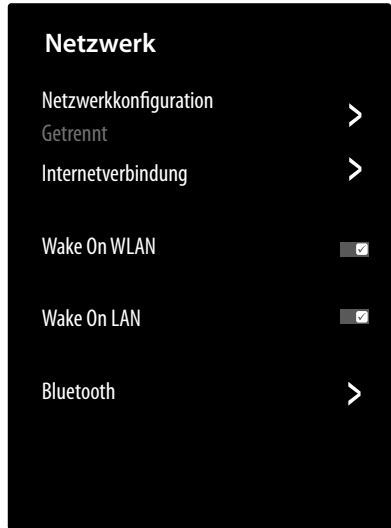 Netzwerk
Netzwerkkonfiguration
Getrennt
Internetverbindung
Wake On WLAN
Wake On LAN
Bluetooth